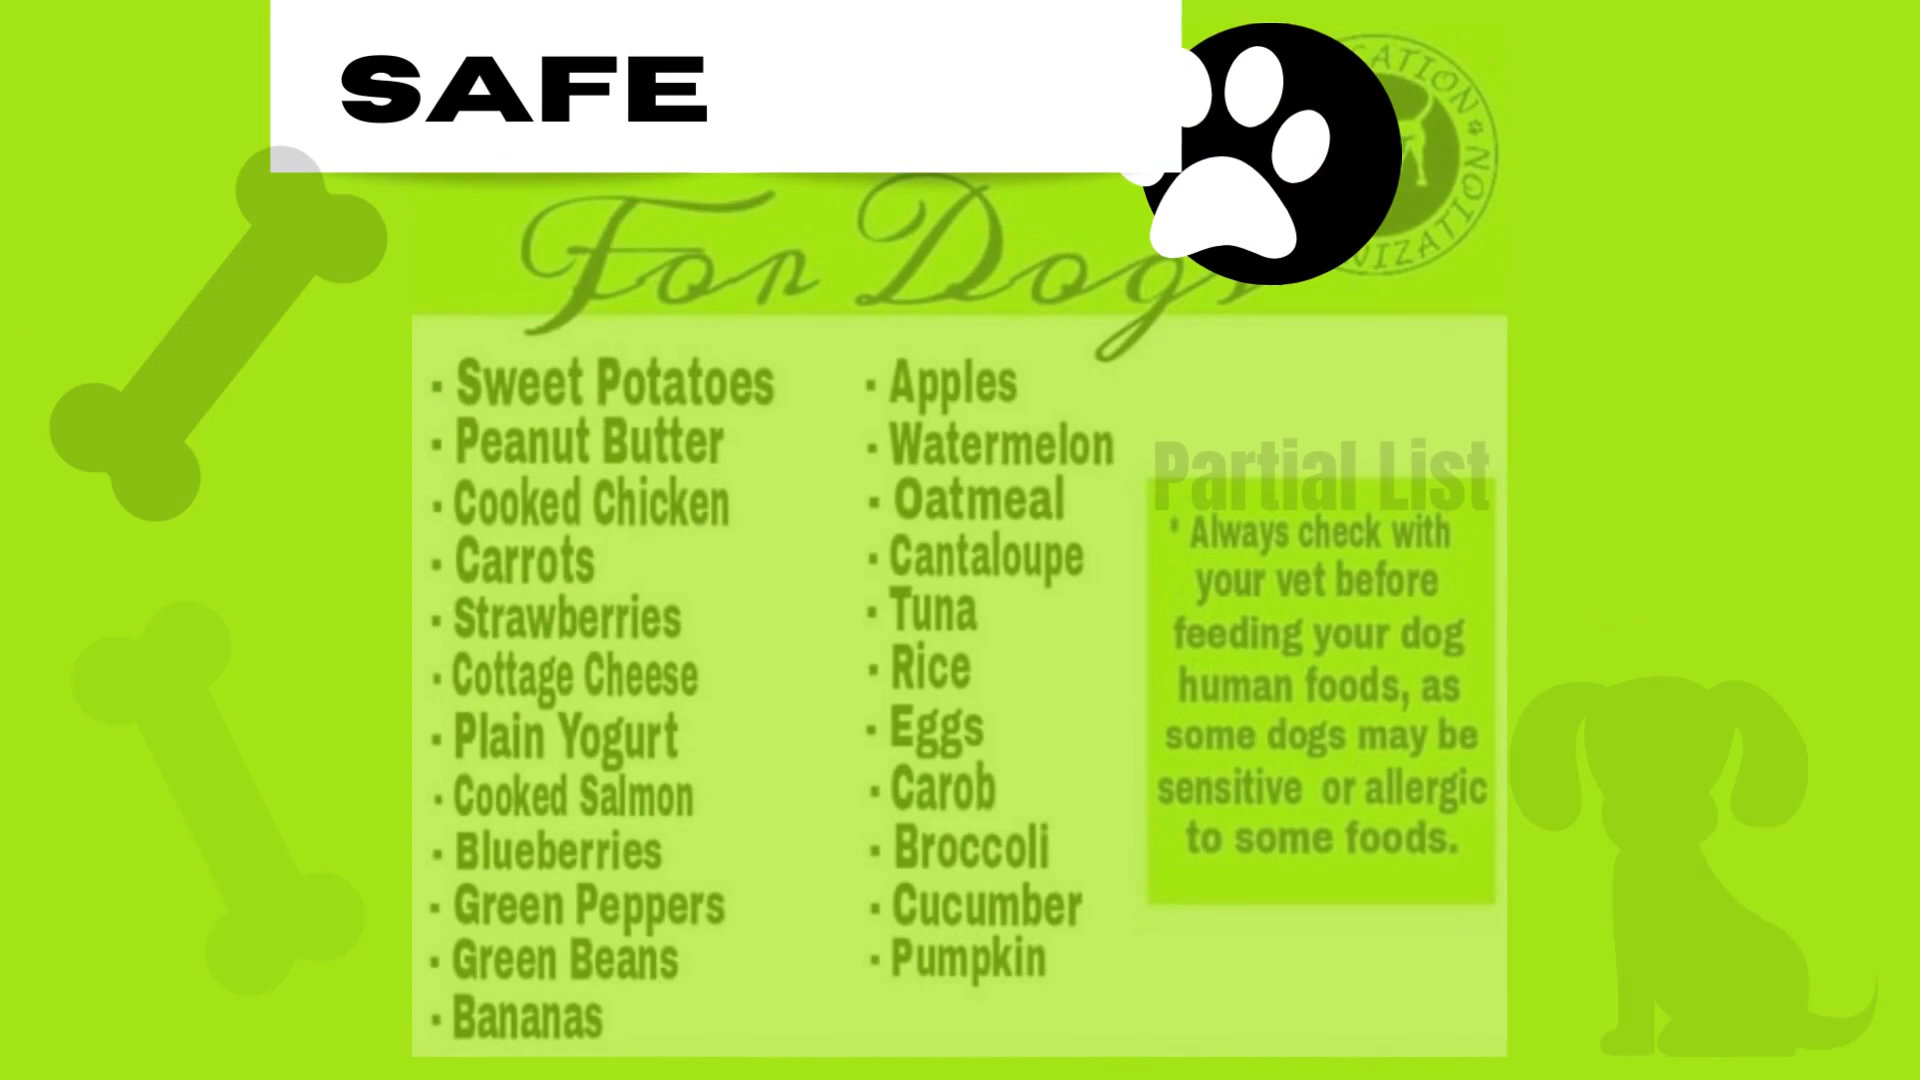 SAFE
For Dogs
- Sweet Potatoes
- Peanut Butter
- Cooked Chicken
- Carrots
- Strawberries
- Cottage Cheese
- Plain Yogurt
- Cooked Salmon
- Blueberries
- Green Peppers
- Green Beans
- Bananas
- Apples
- Watermelon
- Oatmeal
- Cantaloupe
- Tuna
- Rice
- Eggs
- Carob
- Broccoli
- Cucumber
- Pumpkin
Partial List
* Always check with
your vet before
feeding your dog
human foods, as
some dogs may be
sensitive or allergic
to some foods.